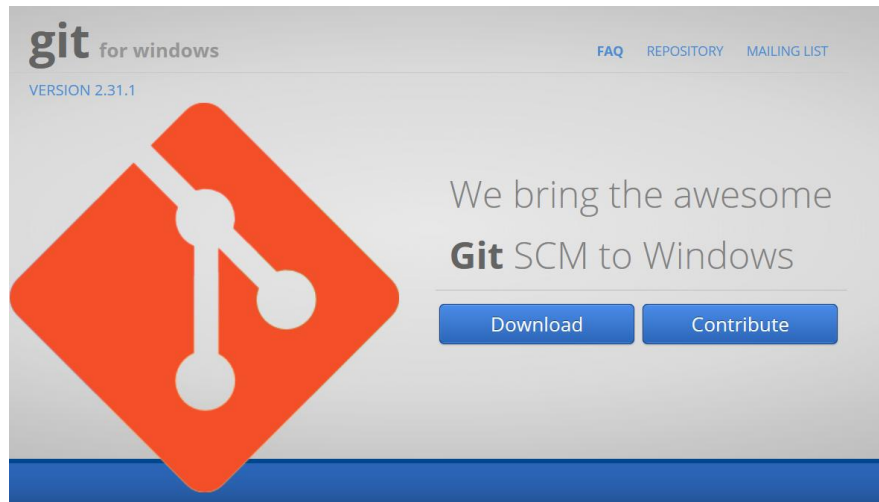 git for windows
FAQ REPOSITORY MAILING LIST
VERSION 2.31.1
We bring the awesome
Git SCM to Windows
Download Contribute